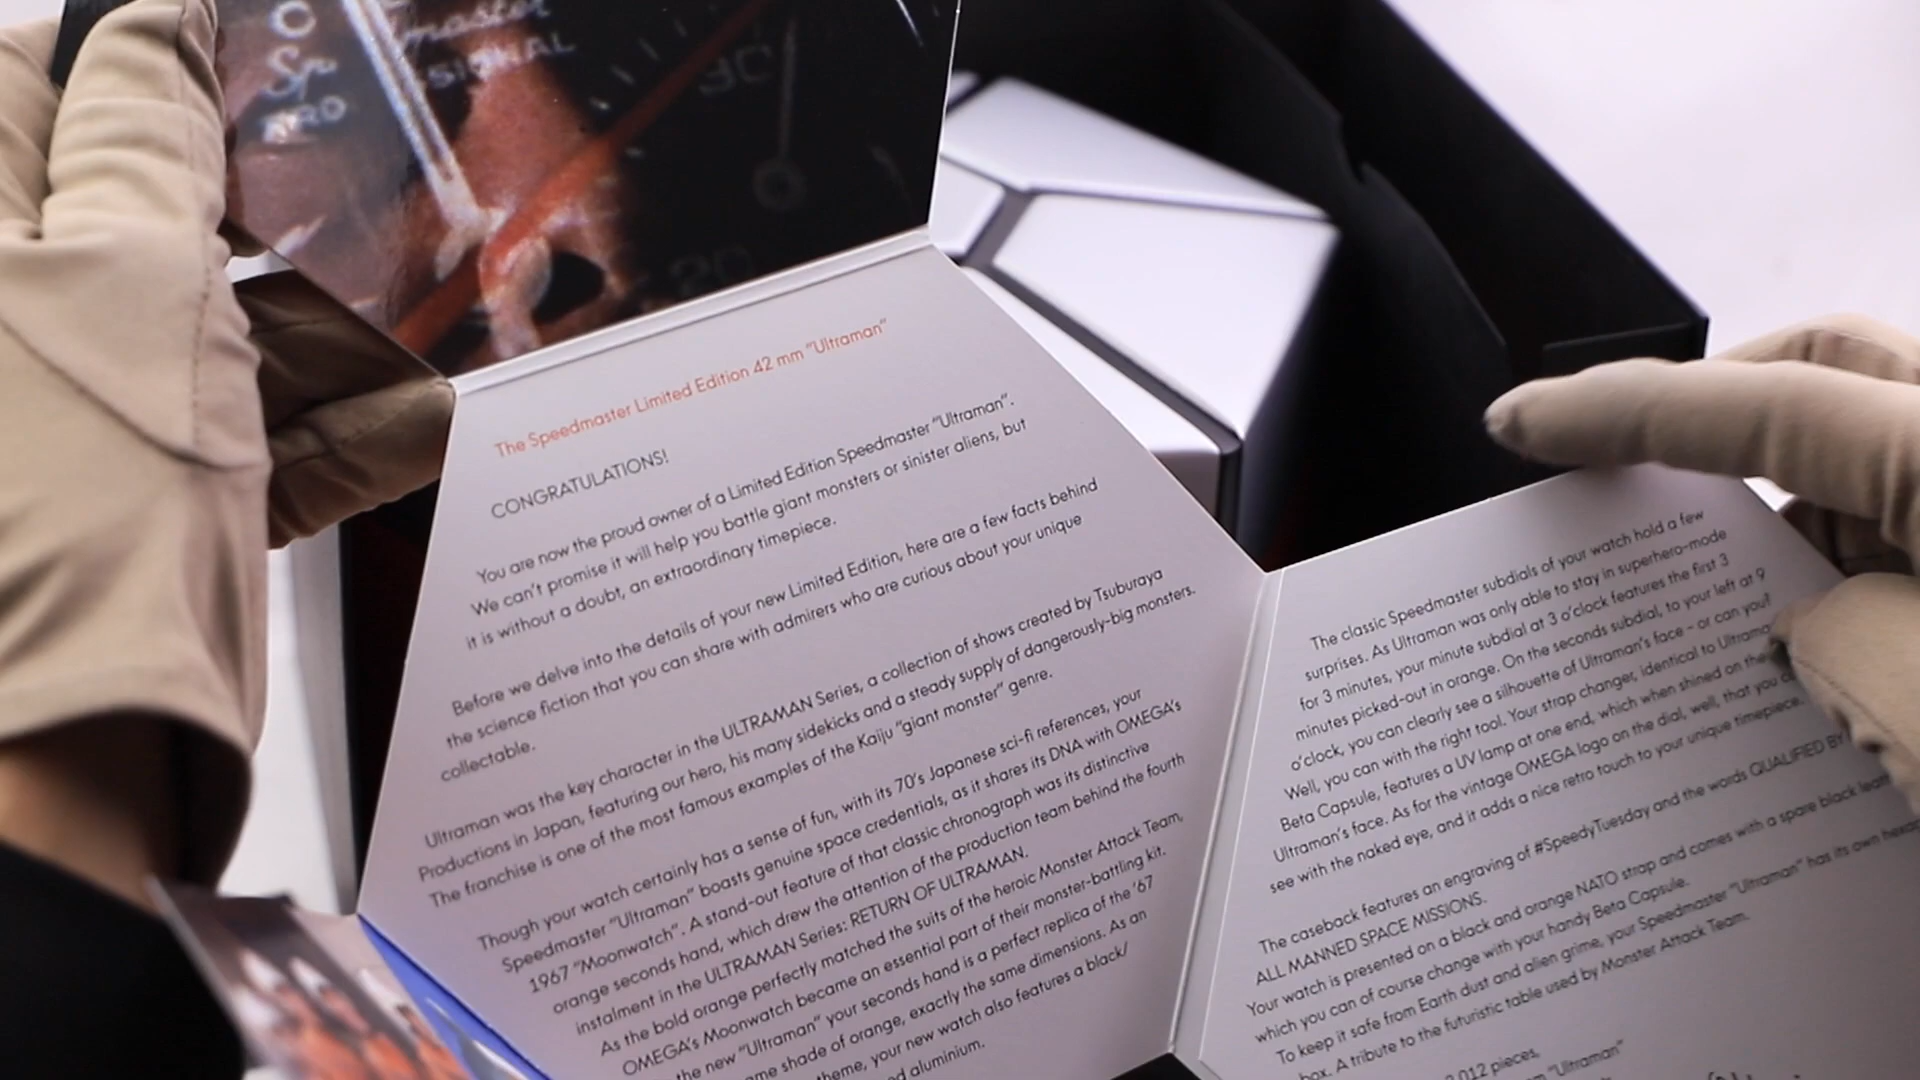 PRO
SIONAL
30
20
The Speedmaster Limited Edition 42 mm "Ultraman"
CONGRATULATIONS!
You are now the proud owner of a Limited Edition Speedmaster "Ultraman".
We can't promise it will help you battle giant monsters or sinister aliens, but
it is without a doubt, an extraordinary timepiece.
Before we delve into the details of your new Limited Edition, here are a few facts behind
the science fiction that you can share with admirers who are curious about your unique
collectable.
Ultraman was the key character in the ULTRAMAN Series, a collection of shows created by Tsuburaya
Productions in Japan, featuring our hero, his many sidekicks and a steady supply of dangerously-big monsters.
The franchise is one of the most famous examples of the Kaiju "giant monster" genre.
Though your watch certainly has a sense of fun, with its 70's Japanese sci-fi references, your
Speedmaster "Ultraman" boasts genuine space credentials, as it shares its DNA with OMEGA's
1967 "Moonwatch". A stand-out feature of that classic chronograph was its distinctive
orange seconds hand, which drew the attention of the production team behind the fourth
instalment in the ULTRAMAN Series: RETURN OF ULTRAMAN.
As the bold orange perfectly matched the suits of the heroic Monster Attack Team,
OMEGA's Moonwatch became an essential part of their monster-battling kit.
the new "Ultraman" your seconds hand is a perfect replica of the '67
me shade of orange, exactly the same dimensions. As an
theme, your new watch also features a black/
d aluminium.
The classic Speedmaster subdials of your watch hold a few
surprises. As Ultraman was only able to stay in superhero-mode
for 3 minutes, your minute subdial at 3 o'clock features the first 3
minutes picked-out in orange. On the seconds subdial, to your left at 9
o'clock, you can clearly see a silhouette of Ultraman's face – or can you?
Well, you can with the right tool. Your strap changer, identical to Ultrama
Beta Capsule, features a UV lamp at one end, which when shined on the
Ultraman's face. As for the vintage OMEGA logo on the dial, well, that you c
see with the naked eye, and it adds a nice retro touch to your unique timepiece.
The caseback features an engraving of #SpeedyTuesday and the words QUALIFIED BY
ALL MANNED SPACE MISSIONS.
Your watch is presented on a black and orange NATO strap and comes with a spare black leat
which you can of course change with your handy Beta Capsule.
To keep it safe from Earth dust and alien grime, your Speedmaster "Ultraman" has its own hexa
box. A tribute to the futuristic table used by Monster Attack Team.
2,012 pieces,
m "Ultraman"